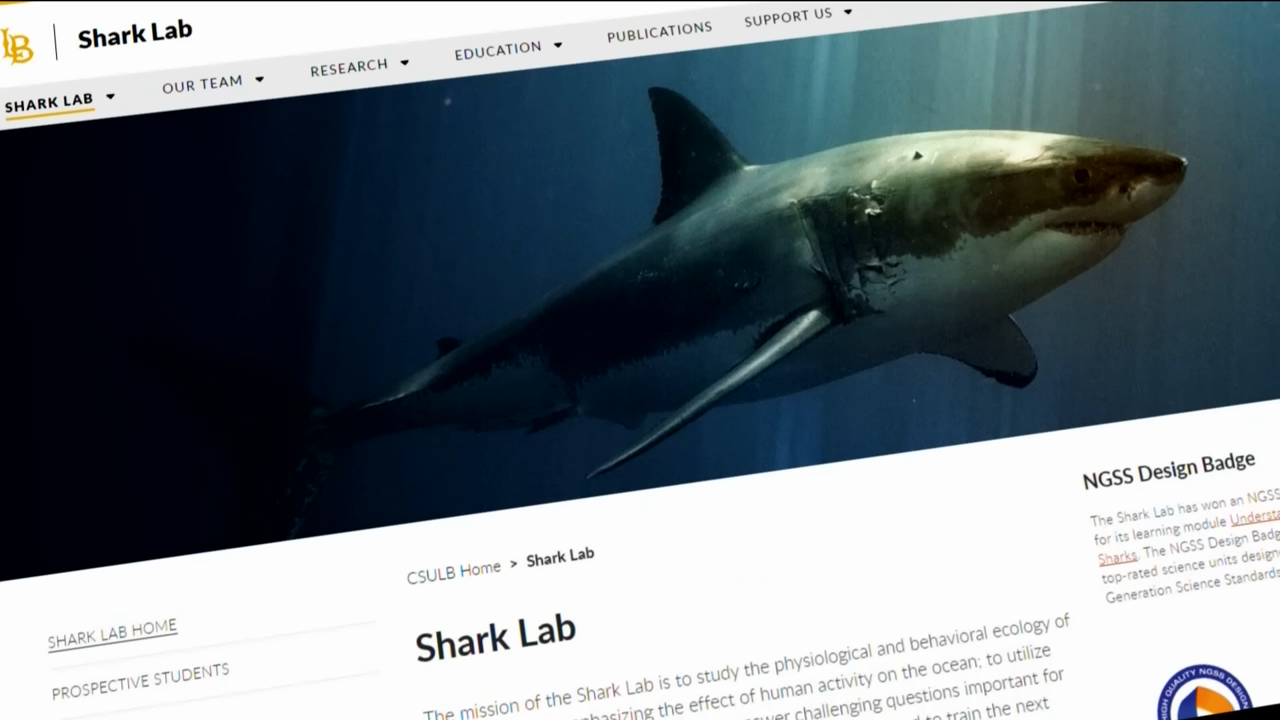 LB
Shark Lab
SHARK LAB
OUR TEAM
RESEARCH
EDUCATION
PUBLICATIONS
SUPPORT US
CSULB Home > Shark Lab
SHARK LAB HOME
PROSPECTIVE STUDENTS
Shark Lab
The mission of the Shark Lab is to study the physiological and behavioral ecology of
the effect of human activity on the ocean; to utilize
challenging questions important for
to train the next
NGSS Design Badge
The Shark Lab has won an NGSS
for its learning module
Sharks. The NGSS Design
top-rated science units
Generation Science Standards
QUALITY NGSS DESIGN